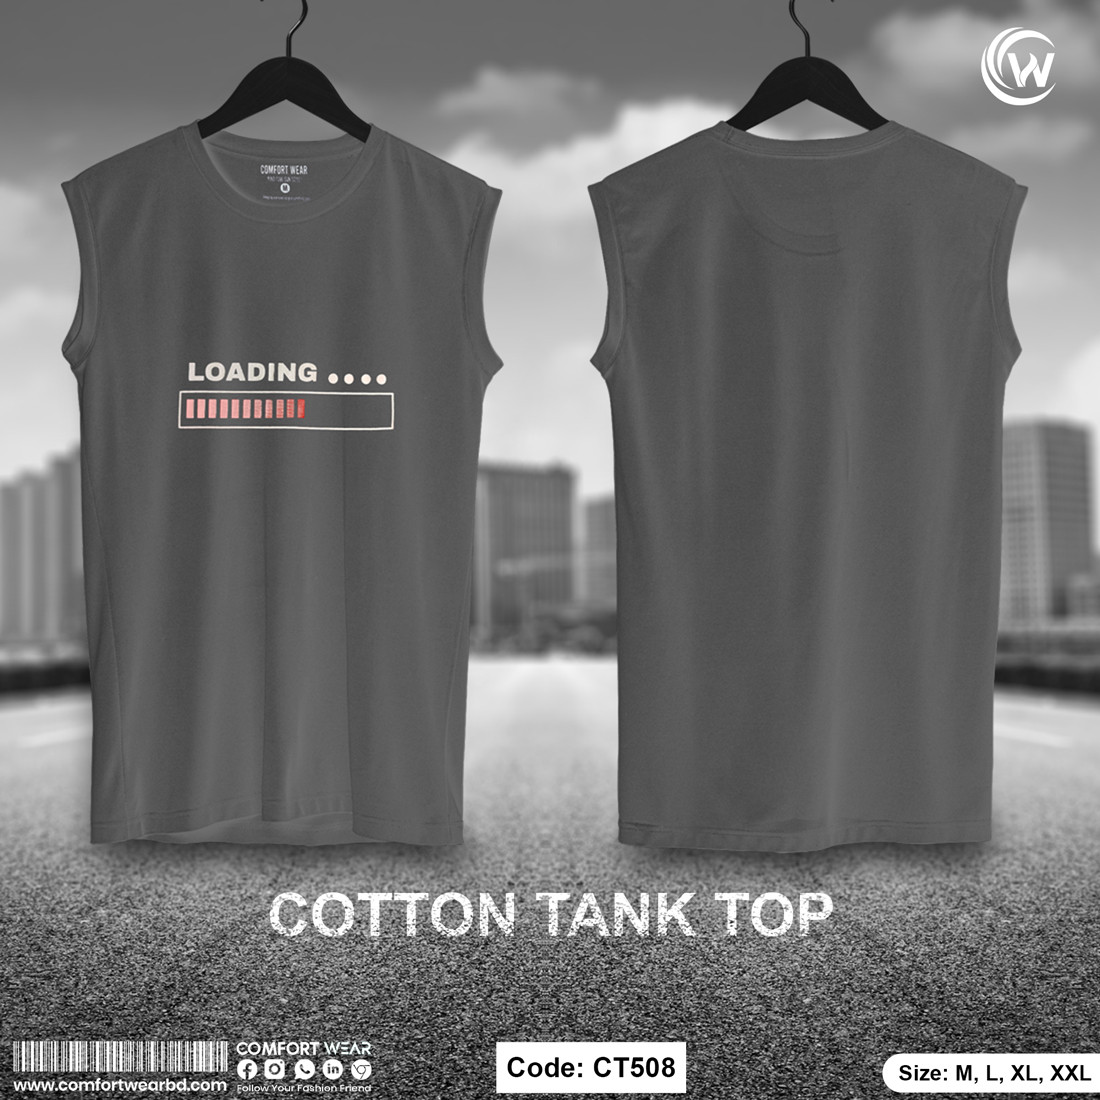 COMFORT WEAR
M
LOADING ....
COTTON TANK TOP
COMFORT WEAR
www.comfortwearbd.com
Follow Your Fashion Friend
Code: CT508
Size: M, L, XL, XXL